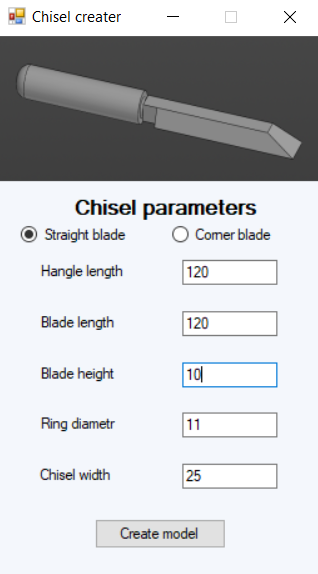 Chisel creater
Chisel parameters
Straight blade Corner blade
Hangle length 120
Blade length 120
Blade height 10
Ring diametr 11
Chisel width 25
Create model